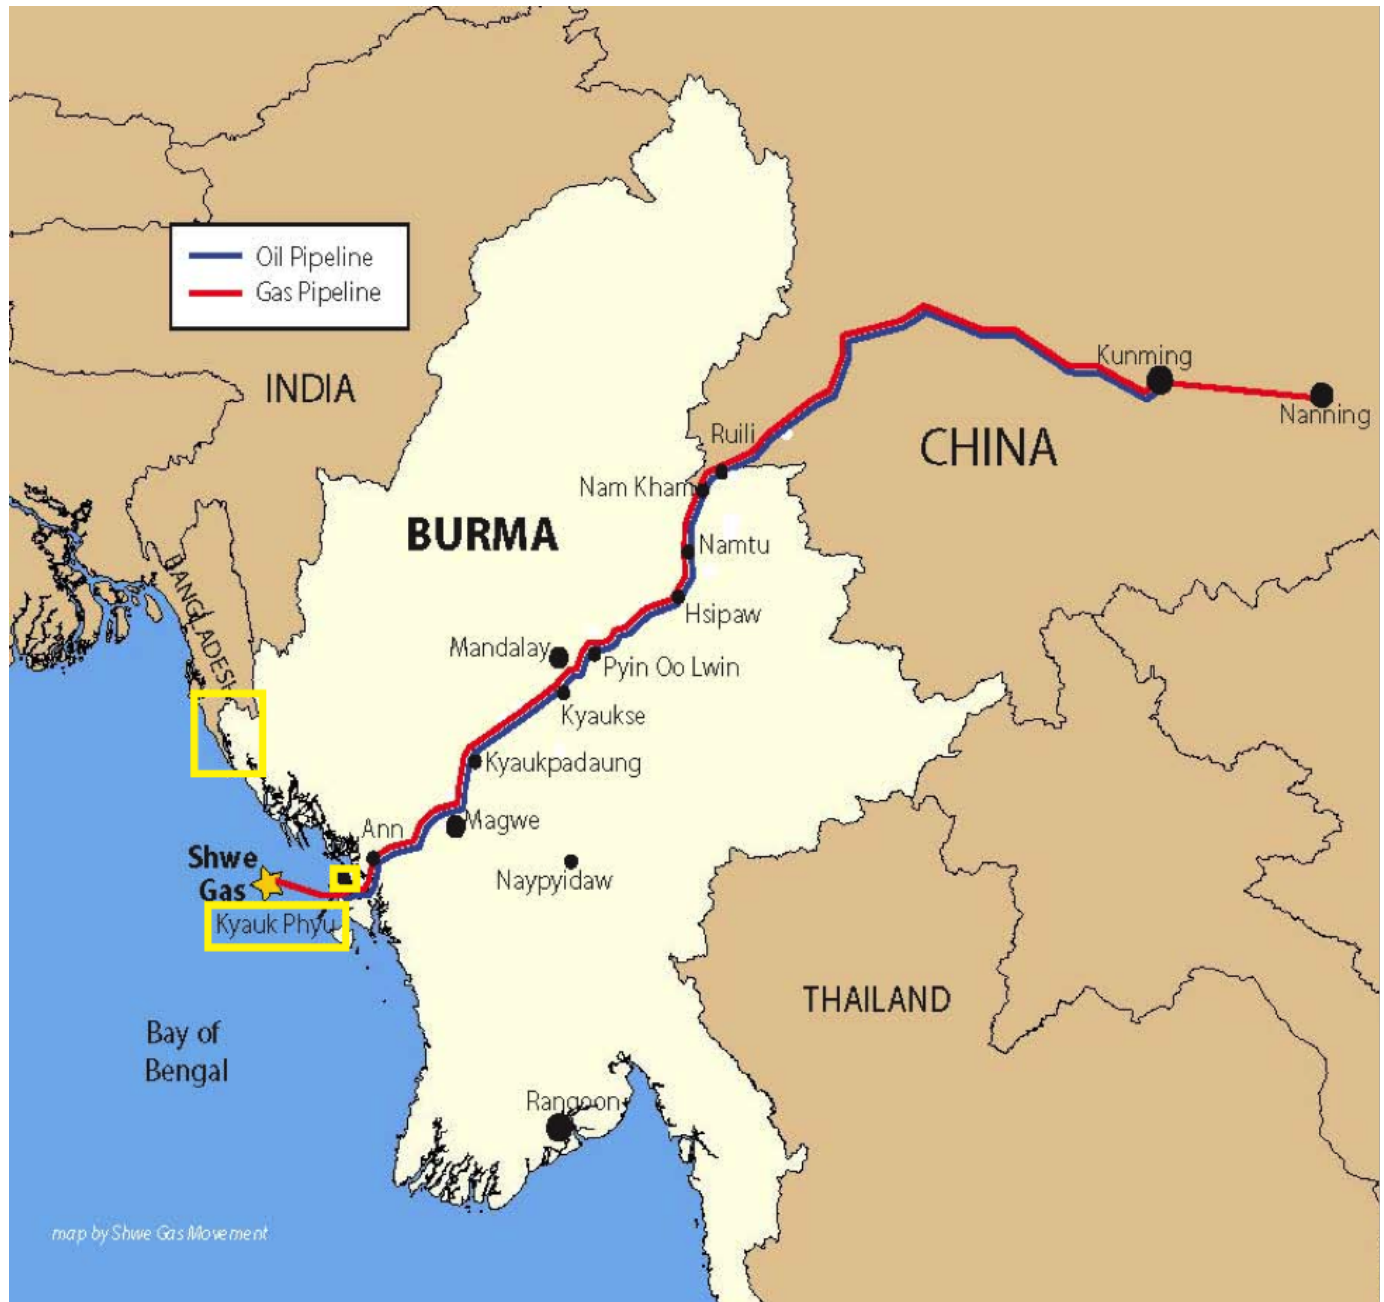 Oil Pipeline
Gas Pipeline
Kunming
INDIA
Nanning
Ruili
CHINA
Nam Kham
BURMA
Namtu
BANGLADESH
Hsipaw
Mandalay
Pyin Oo Lwin
Kyaukse
Kyaukpadaung
Magwe
Ann
Shwe
Gas
Naypyidaw
Kyauk Phyu
THAILAND
Bay of
Bengal
Rangoon
map by Shwe Gas Movement